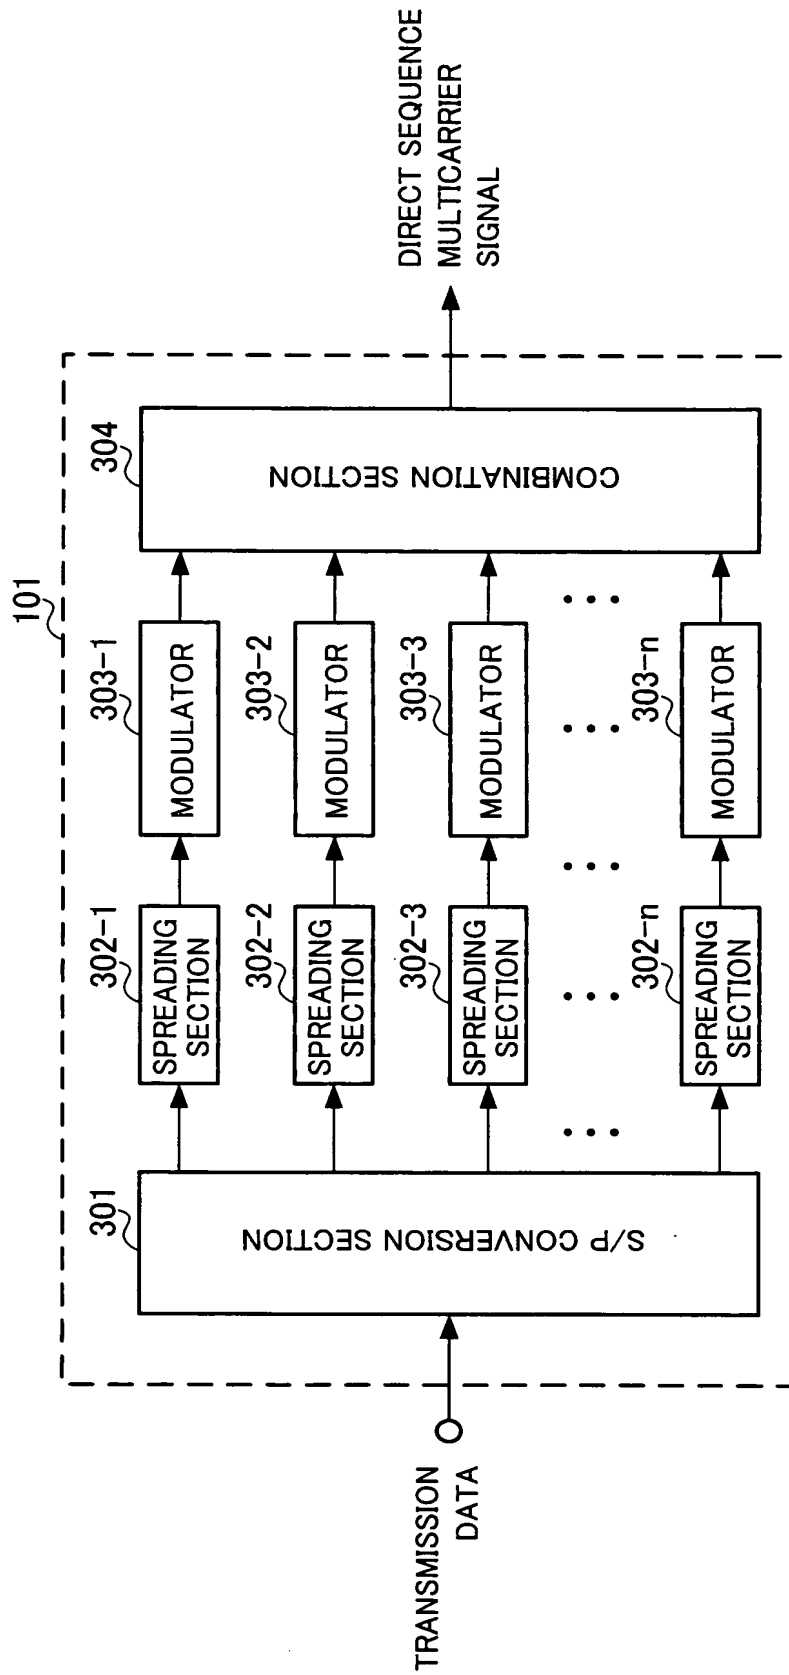 101
TRANSMISSION
DATA
301
S/P CONVERSION SECTION
302-1
SPREADING
SECTION
303-1
MODULATOR
302-2
SPREADING
SECTION
303-2
MODULATOR
302-3
SPREADING
SECTION
303-3
MODULATOR
302-n
SPREADING
SECTION
303-n
MODULATOR
304
COMBINATION SECTION
DIRECT SEQUENCE
MULTICARRIER
SIGNAL